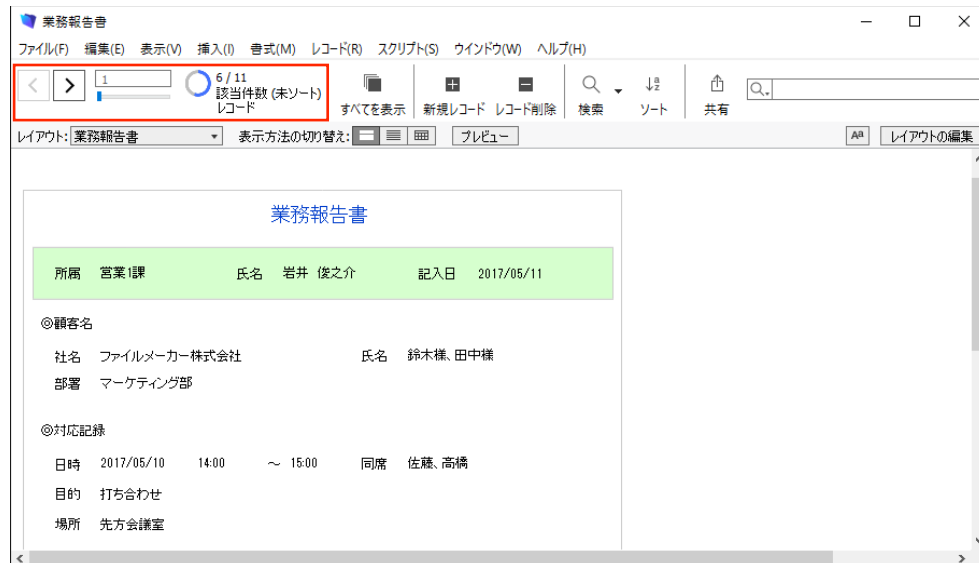 業務報告書
ファイル(F) 編集(E) 表示(V) 挿入(I) 書式(M) レコード(R) スクリプト(S) ウインドウ(W) ヘルプ(H)
1
6 / 11
該当件数 (未ソート)
レコード
すべてを表示 新規レコード レコード削除 検索 ソート 共有
レイアウト: 業務報告書 表示方法の切り替え: プレビュー Aa レイアウトの編集
業務報告書
所属 営業1課 氏名 岩井 俊之介 記入日 2017/05/11
◎顧客名
社名 ファイルメーカー株式会社 氏名 鈴木様、田中様
部署 マーケティング部
◎対応記録
日時 2017/05/10 14:00 ～ 15:00 同席 佐藤、高橋
目的 打ち合わせ
場所 先方会議室